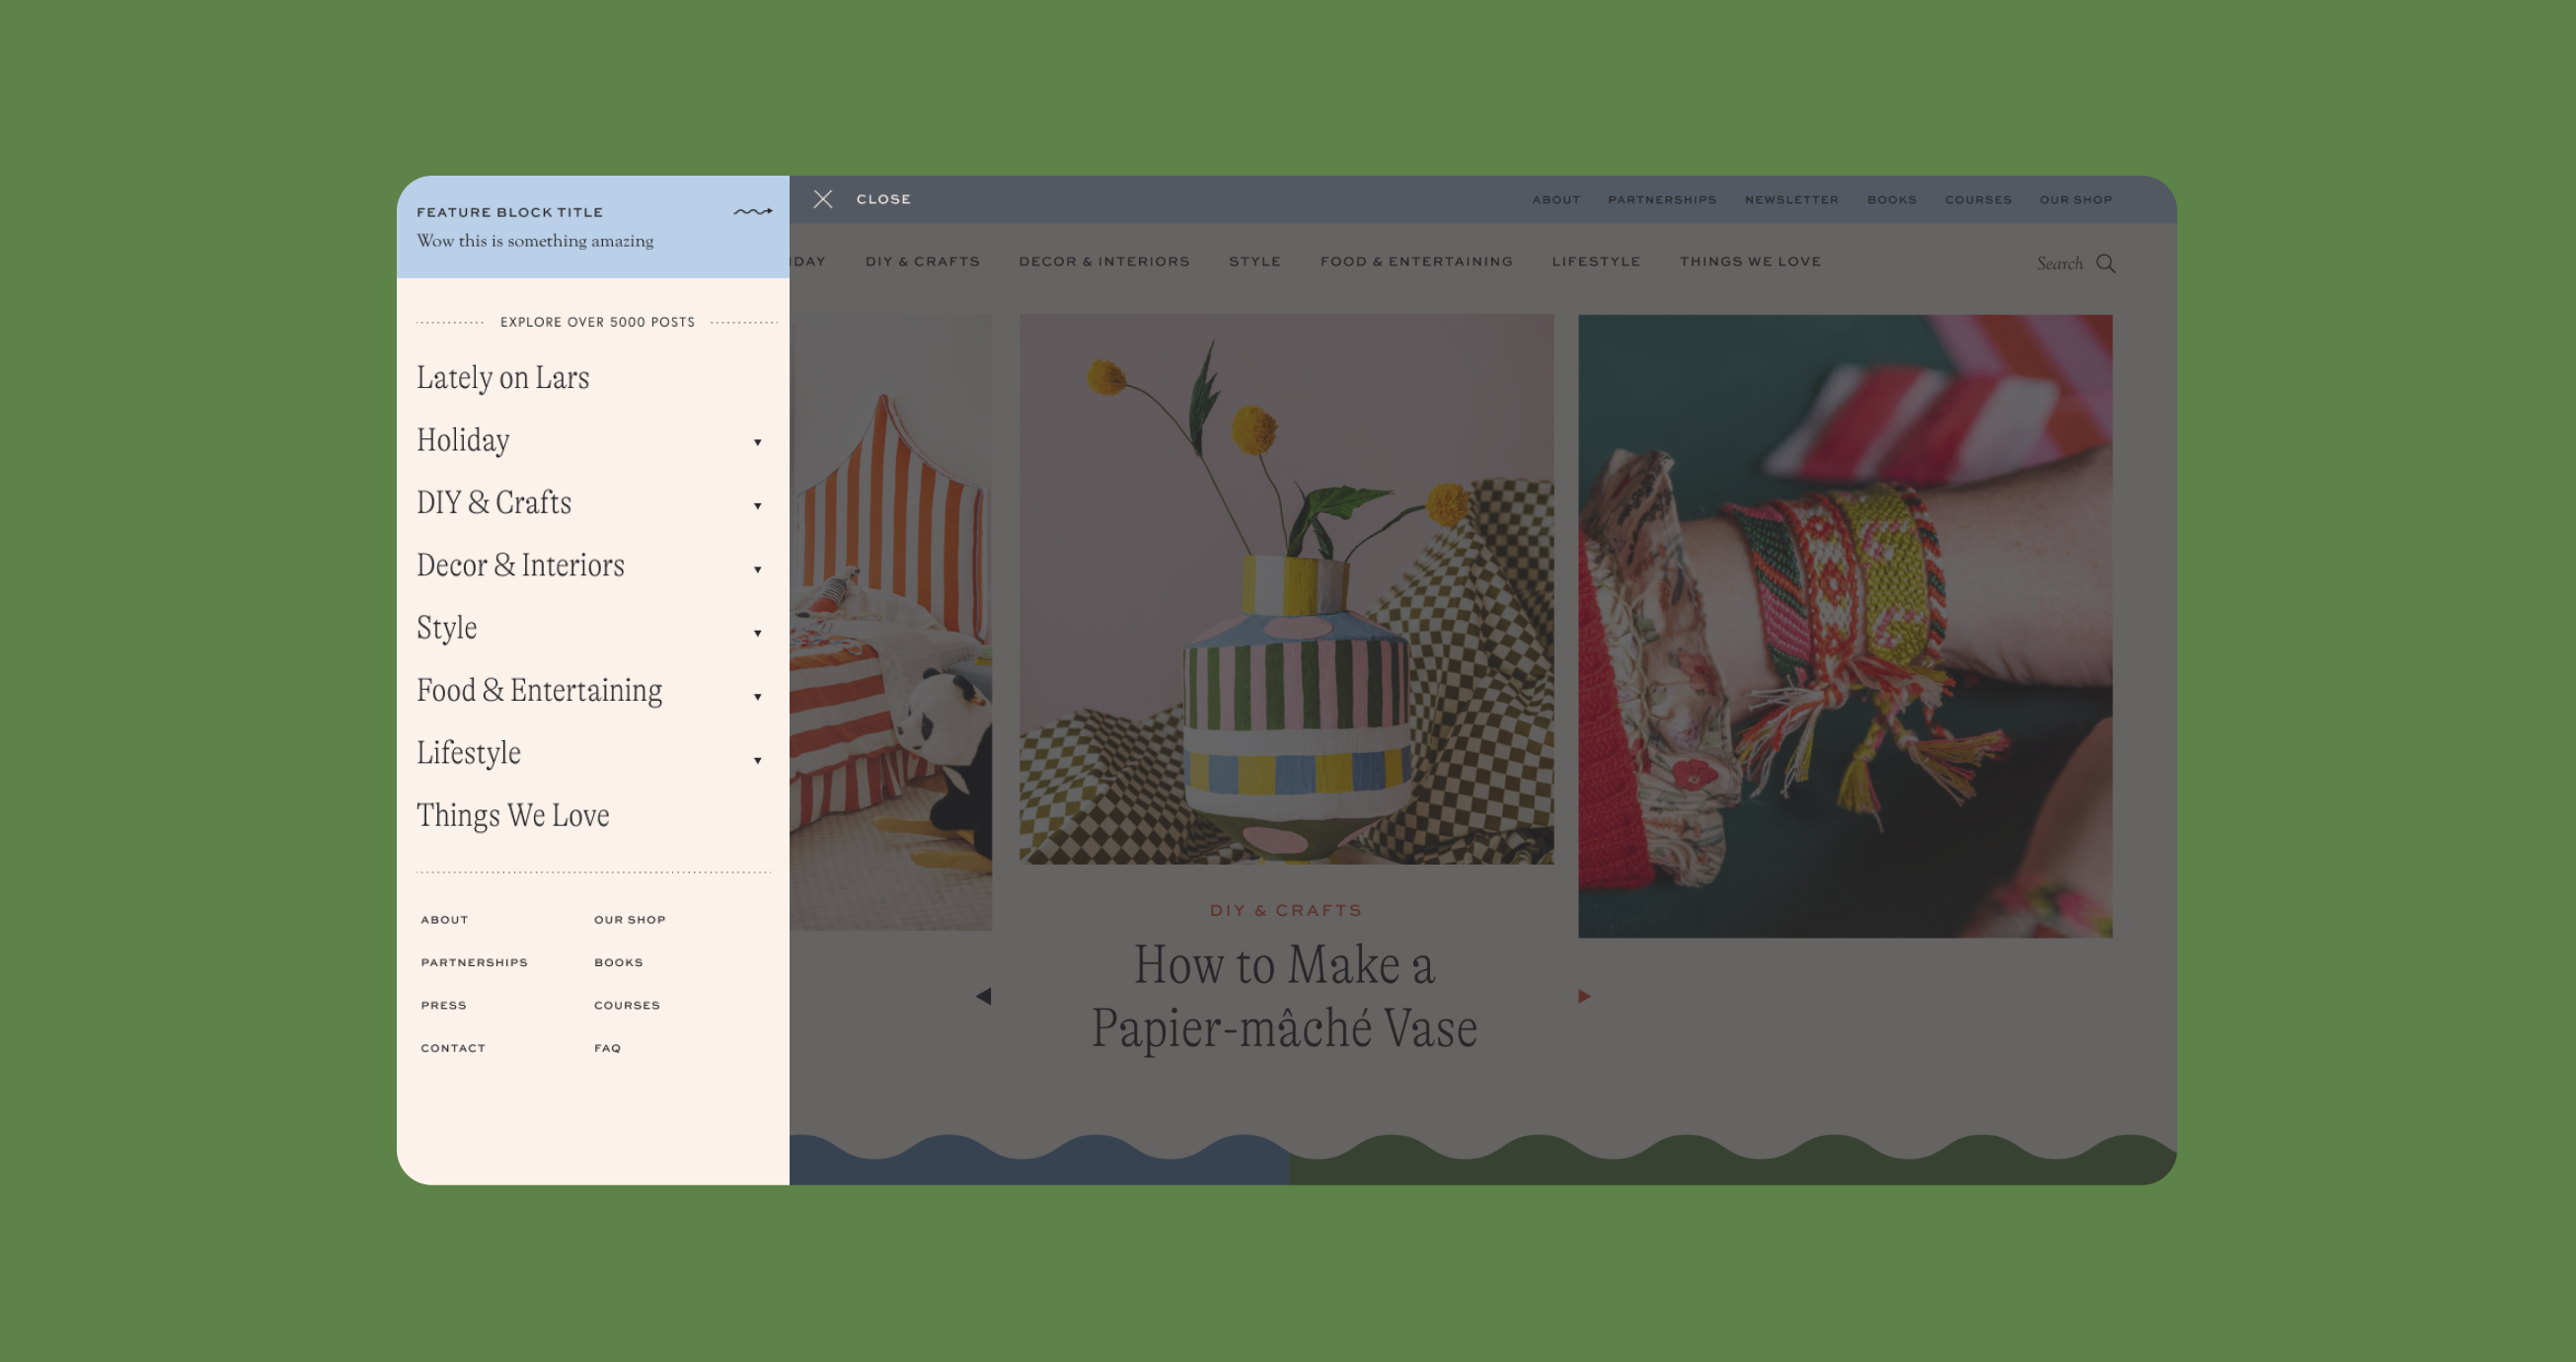 FEATURE BLOCK TITLE
Wow this is something amazing
EXPLORE OVER 5000 POSTS
Lately on Lars
Holiday
DIY & Crafts
Decor & Interiors
Style
Food & Entertaining
Lifestyle
Things We Love
ABOUT OUR SHOP
PARTNERSHIPS BOOKS
PRESS COURSES
CONTACT FAQ
CLOSE ABOUT PARTNERSHIPS NEWSLETTER BOOKS COURSES OUR SHOP
IDAY DIY & CRAFTS DECOR & INTERIORS STYLE FOOD & ENTERTAINING LIFESTYLE THINGS WE LOVE Search
DIY & CRAFTS
How to Make a
Papier-mâché Vase